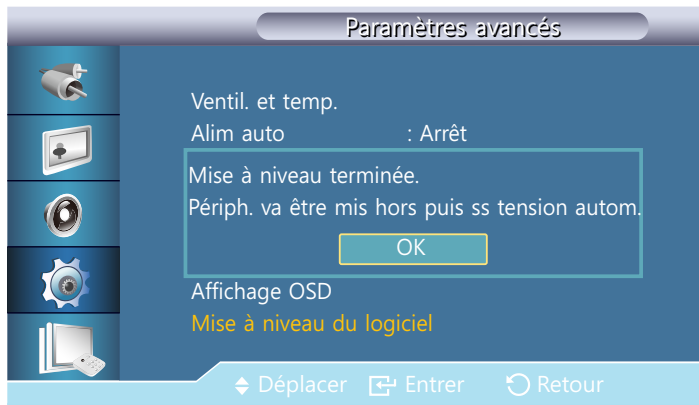 Paramètres avancés
Ventil. et temp.
Alim auto : Arrêt
Mise à niveau terminée.
Périph. va être mis hors puis ss tension autom.
OK
Affichage OSD
Mise à niveau du logiciel
Déplacer Entrer Retour